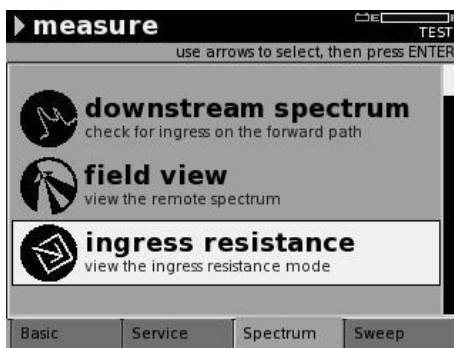 measure
E
TEST
use arrows to select, then press ENTER
downstream spectrum
check for ingress on the forward path
field view
view the remote spectrum
ingress resistance
view the ingress resistance mode
Basic Service Spectrum Sweep